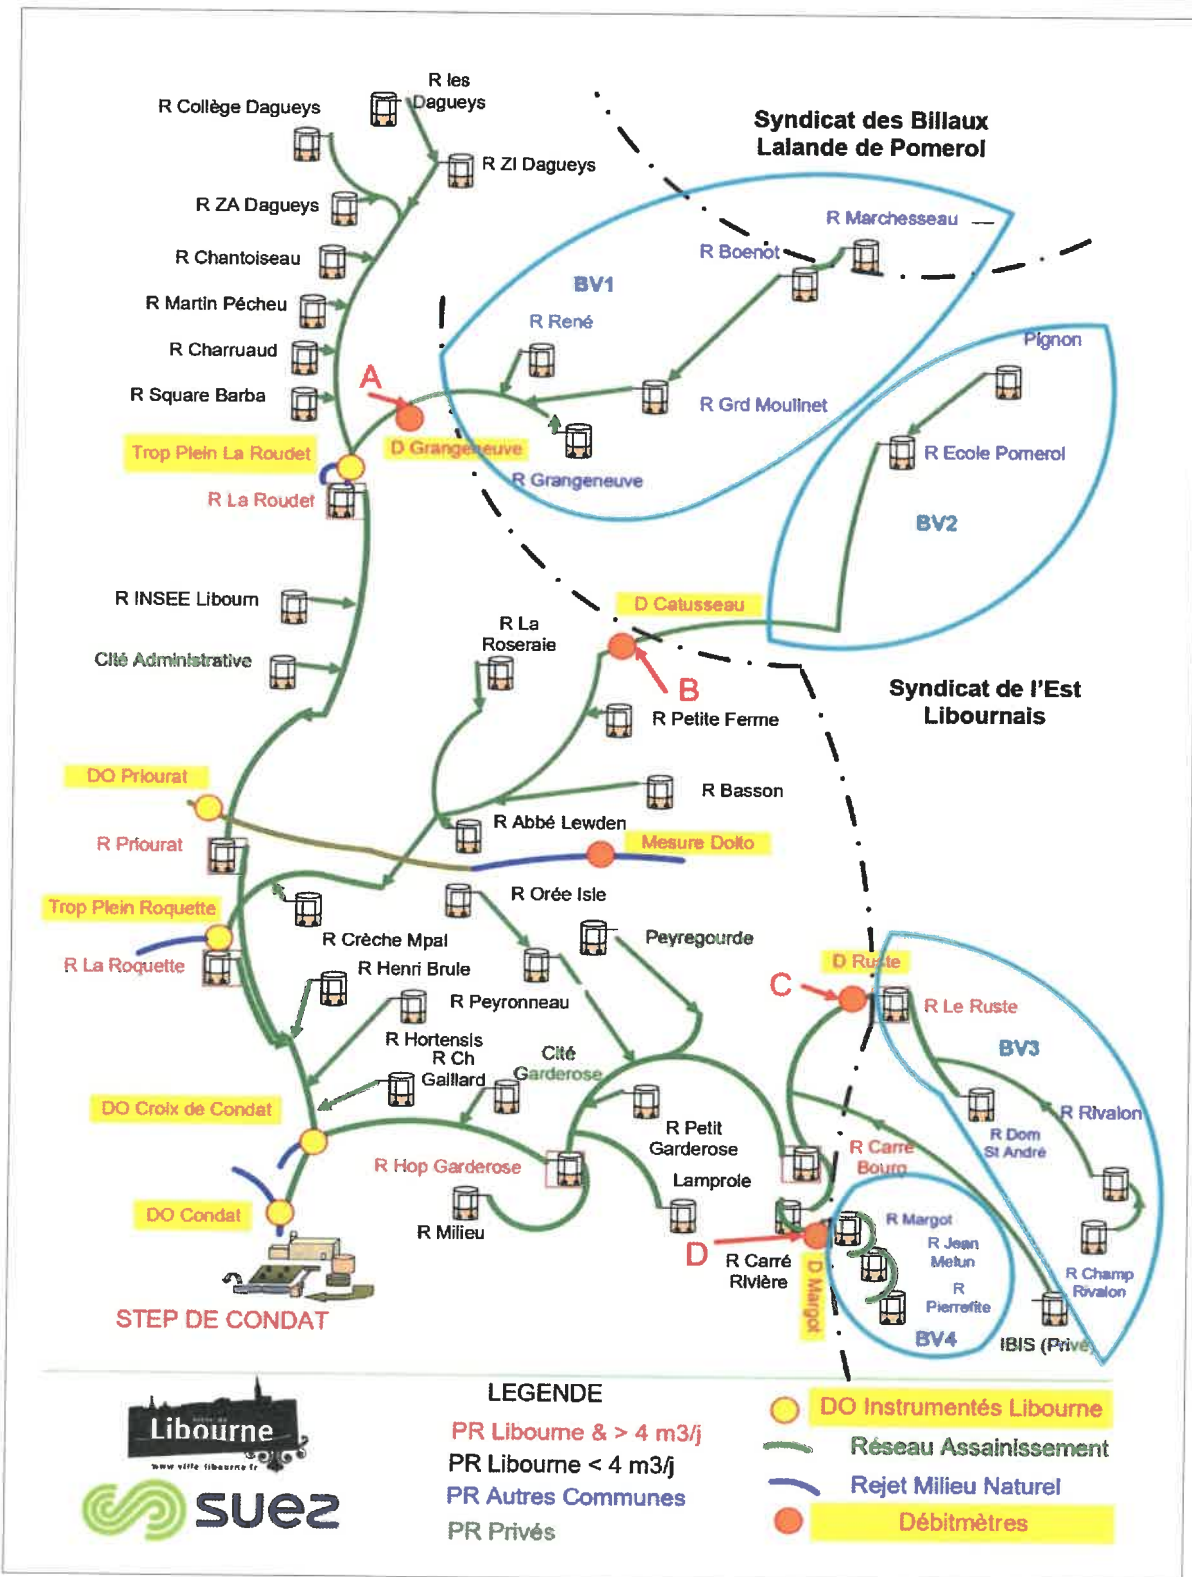 R les
Dagueys
R Collège Dagueys
R ZI Dagueys
R ZA Dagueys
R Chantoiseau
R Martin Pécheu
R Charruaud
R Square Barba
Syndicat des Billaux
Lalande de Pomerol
R Marchesseau
R Boenot
BV1
R René
A
R Grd Moulinet
Pignon
R Ecole Pomerol
BV2
Trop Plein La Roudet
D Grangeneuve
R Grangeneuve
R La Roudet
R INSEE Libourn
Cité Administrative
D Catusseau
R La
Roseraie
B
R Petite Ferme
Syndicat de l'Est
Libournais
DO Priourat
R Basson
R Abbé Lewden
R Priourat
Mesure Dolto
Trop Plein Roquette
R Orée Isle
R Crèche Mpal
Peyregourde
R La Roquette
R Henri Brule
D Ruste
C
R Le Ruste
R Peyronneau
R Hortensis
R Ch
Gaillard
Cité
Garderose
BV3
DO Croix de Condat
R Rivalon
R Petit
Garderose
R Dom
St André
R Carre
Bourg
R Hop Garderose
Lamproie
DO Condat
R Milieu
D
R Carré
Rivière
D Margot
R Margot
R Jean
Melun
R
Pierrefite
BV4
R Champ
Rivalon
IBIS (Privé)
STEP DE CONDAT
LEGENDE
PR Libourne & > 4 m3/j
PR Libourne < 4 m3/j
PR Autres Communes
PR Privés
DO Instrumentés Libourne
Réseau Assainissement
Rejet Milieu Naturel
Débitmètres
Libourne
www ville libourne fr
suez